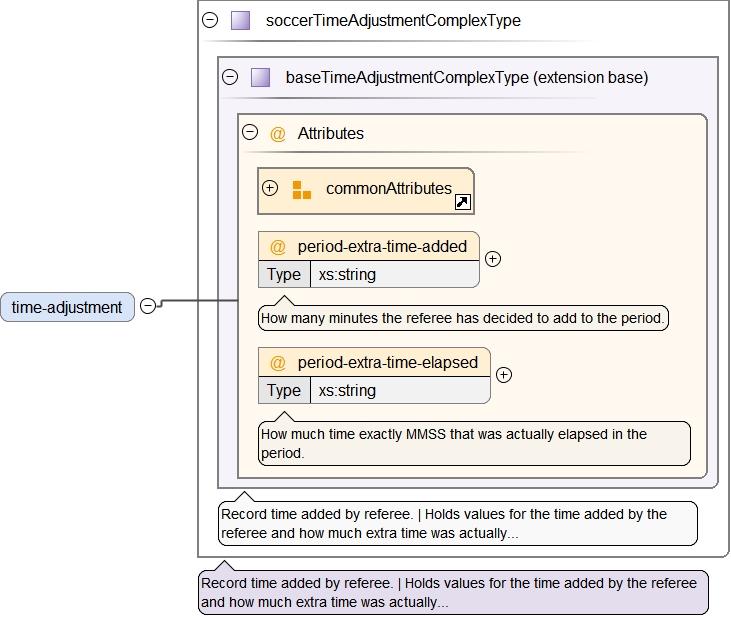 soccerTimeAdjustmentComplexType
baseTimeAdjustmentComplexType (extension base)
@ Attributes
commonAttributes
@ period-extra-time-added
Type xs:string
How many minutes the referee has decided to add to the period.
time-adjustment
@ period-extra-time-elapsed
Type xs:string
How much time exactly MMSS that was actually elapsed in the
period.
Record time added by referee. | Holds values for the time added by the
referee and how much extra time was actually...
Record time added by referee. | Holds values for the time added by the referee
and how much extra time was actually...